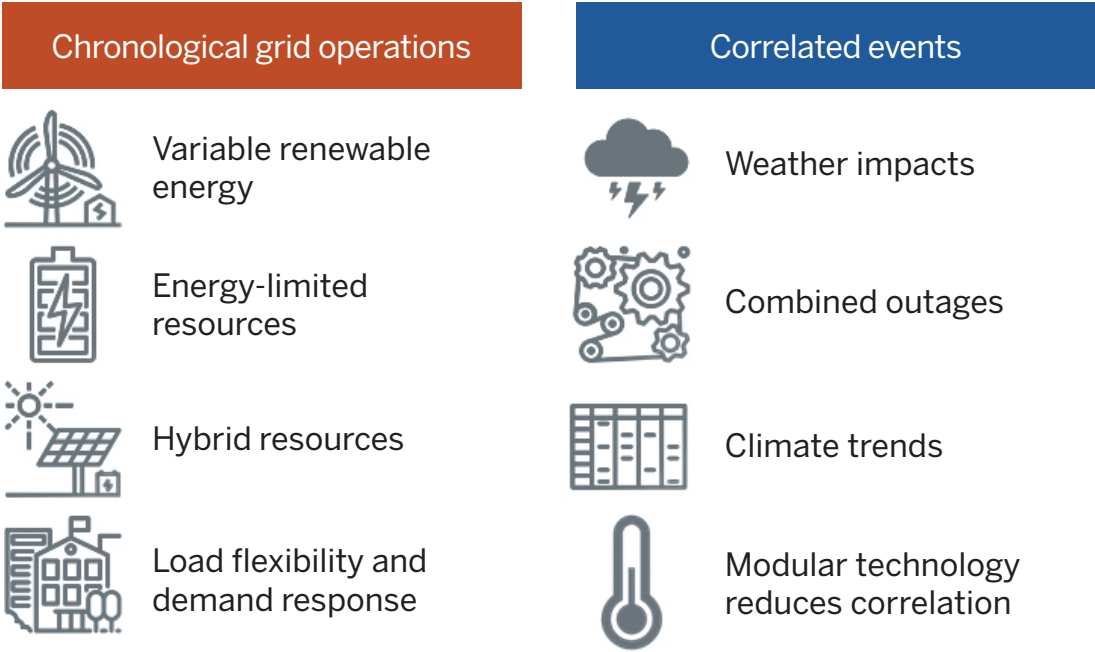 Chronological grid operations
Variable renewable
energy
Energy-limited
resources
Hybrid resources
Load flexibility and
demand response
Correlated events
Weather impacts
Combined outages
Climate trends
Modular technology
reduces correlation